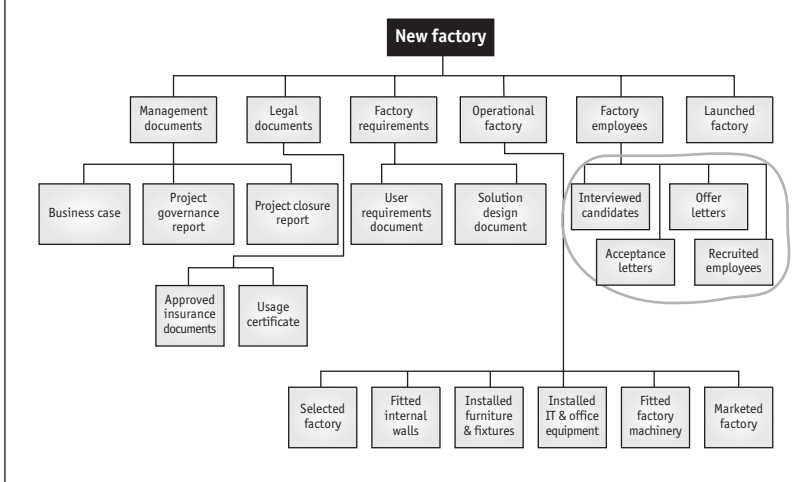 New factory
Management
documents
Legal
documents
Factory
requirements
Operational
factory
Factory
employees
Launched
factory
Business case
Project
governance
report
Project closure
report
User
requirements
document
Solution
design
document
Interviewed
candidates
Offer
letters
Acceptance
letters
Recruited
employees
Approved
insurance
documents
Usage
certificate
Selected
factory
Fitted
internal
walls
Installed
furniture
& fixtures
Installed
IT & office
equipment
Fitted
factory
machinery
Marketed
factory